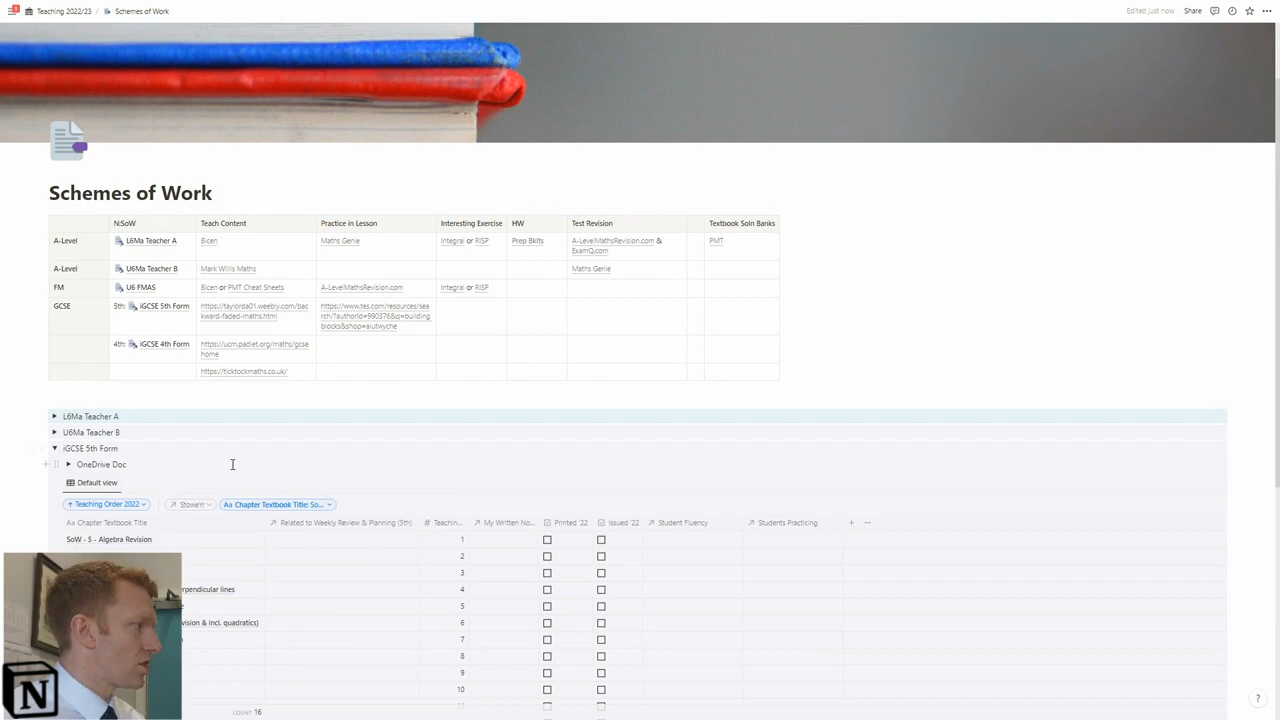 Teaching 2022/23 / Schemes of Work
Edited just now Share
Schemes of Work
N:SoW Teach Content Practice in Lesson Interesting Exercise HW Test Revision Textbook Soln Banks
A-Level L6Ma Teacher A Bicen Maths Genie Integral or RISP Prep Bklts A-LevelMathsRevision.com & PMT
ExamQ.com
A-Level U6Ma Teacher B Mark Willis Maths Maths Genie
FM U6 FMAS Bicen or PMT Cheat Sheets A-LevelMathsRevision.com Integral or RISP
GCSE 5th: iGCSE 5th Form https://taylorda01.weebly.com/bac https://www.tes.com/resources/sea
kward-faded-maths.html rch/?authorId=990376&q=building
blocks&shop=alutwyche
4th: iGCSE 4th Form https://ucm.padlet.org/maths/gcse
home
https://ticktockmaths.co.uk/
L6Ma Teacher A
U6Ma Teacher B
iGCSE 5th Form
OneDrive Doc
Default view
Teaching Order 2022 StoweYr Aa Chapter Textbook Title: So...
Aa Chapter Textbook Title Related to Weekly Review & Planning (5th) # Teachin... My Written No... Printed '22 Issued '22 Student Fluency Students Practicing
SoW - 5 - Algebra Revision 1
2
3
rpendicular lines 4
5
vision & incl. quadratics) 6
7
8
9
10
COUNT 16
N
?